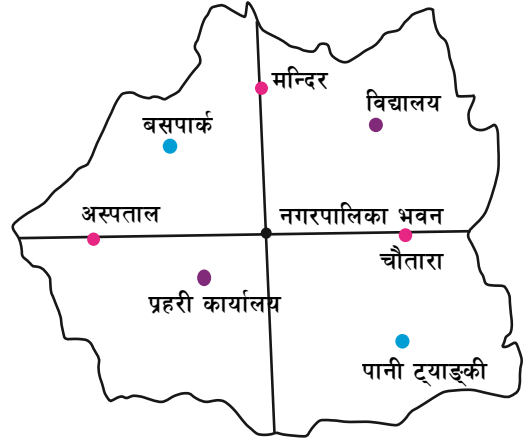 मन्दिर
विद्यालय
बसपार्क
अस्पताल
नगरपालिका भवन
चौतारा
प्रहरी कार्यालय
पानी ट्याङ्की